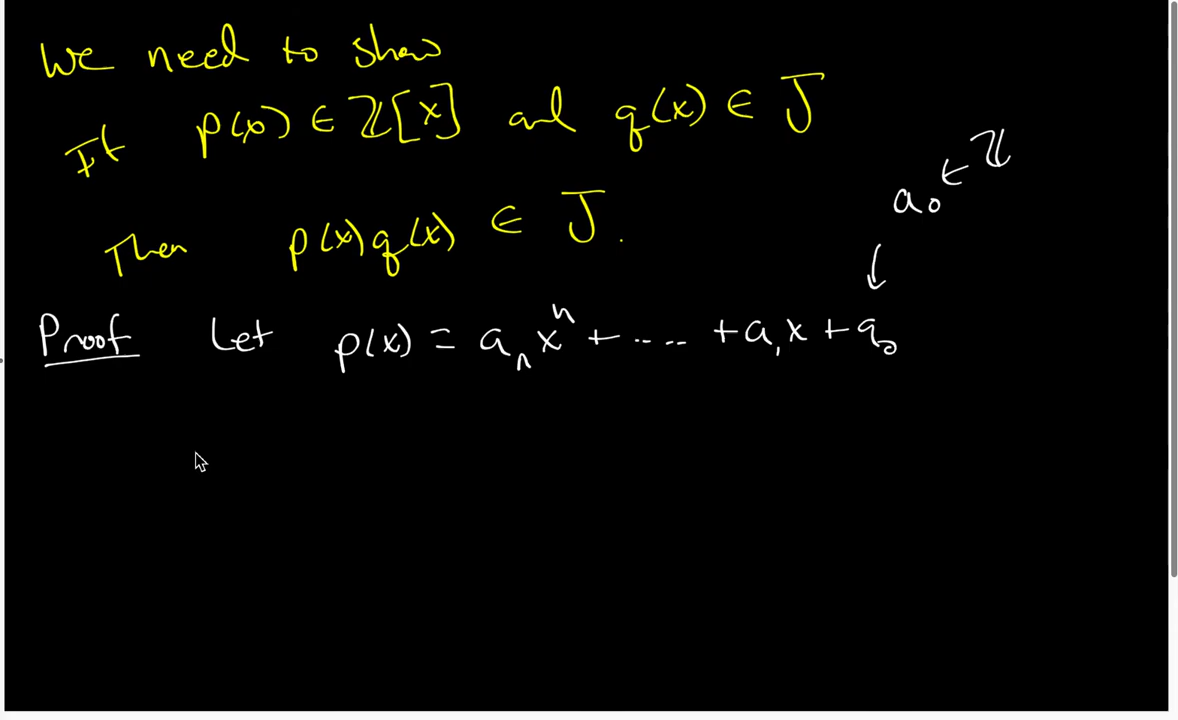 We need to show
If p(x) ∈ ℤ[x] and q(x) ∈ J
Then p(x)q(x) ∈ J.
a₀ ∈ ℤ
↓
Proof Let p(x) = aₙxⁿ + .... + a₁x + a₀